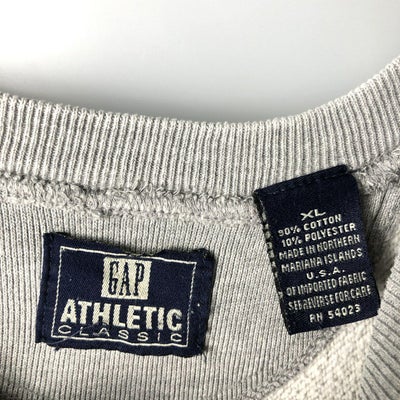 GAP
ATHLETIC
CLASSIC
XL
90% COTTON
10% POLYESTER
MADE IN NORTHERN
MARIANA ISLANDS
U.S.A.
OF IMPORTED FABRIC
SEE REVERSE FOR CARE
RN 54023